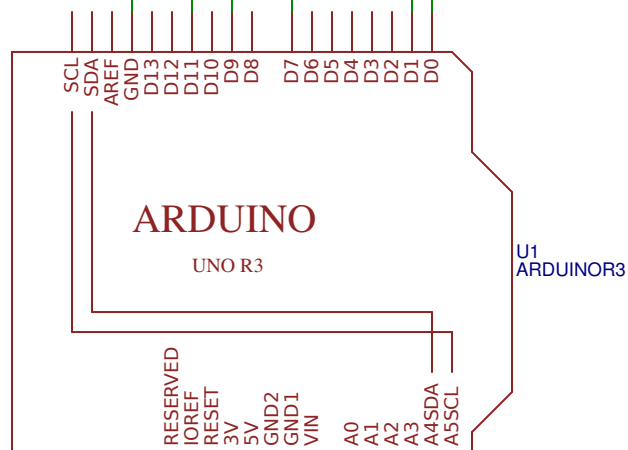 SCL
SDA
AREF
GND
D13
D12
D11
D10
D9
D8
D7
D6
D5
D4
D3
D2
D1
D0
ARDUINO
UNO R3
U1
ARDUINOR3
RESERVED
IOREF
RESET
3V
5V
GND2
GND1
VIN
A0
A1
A2
A3
A4SDA
A5SCL